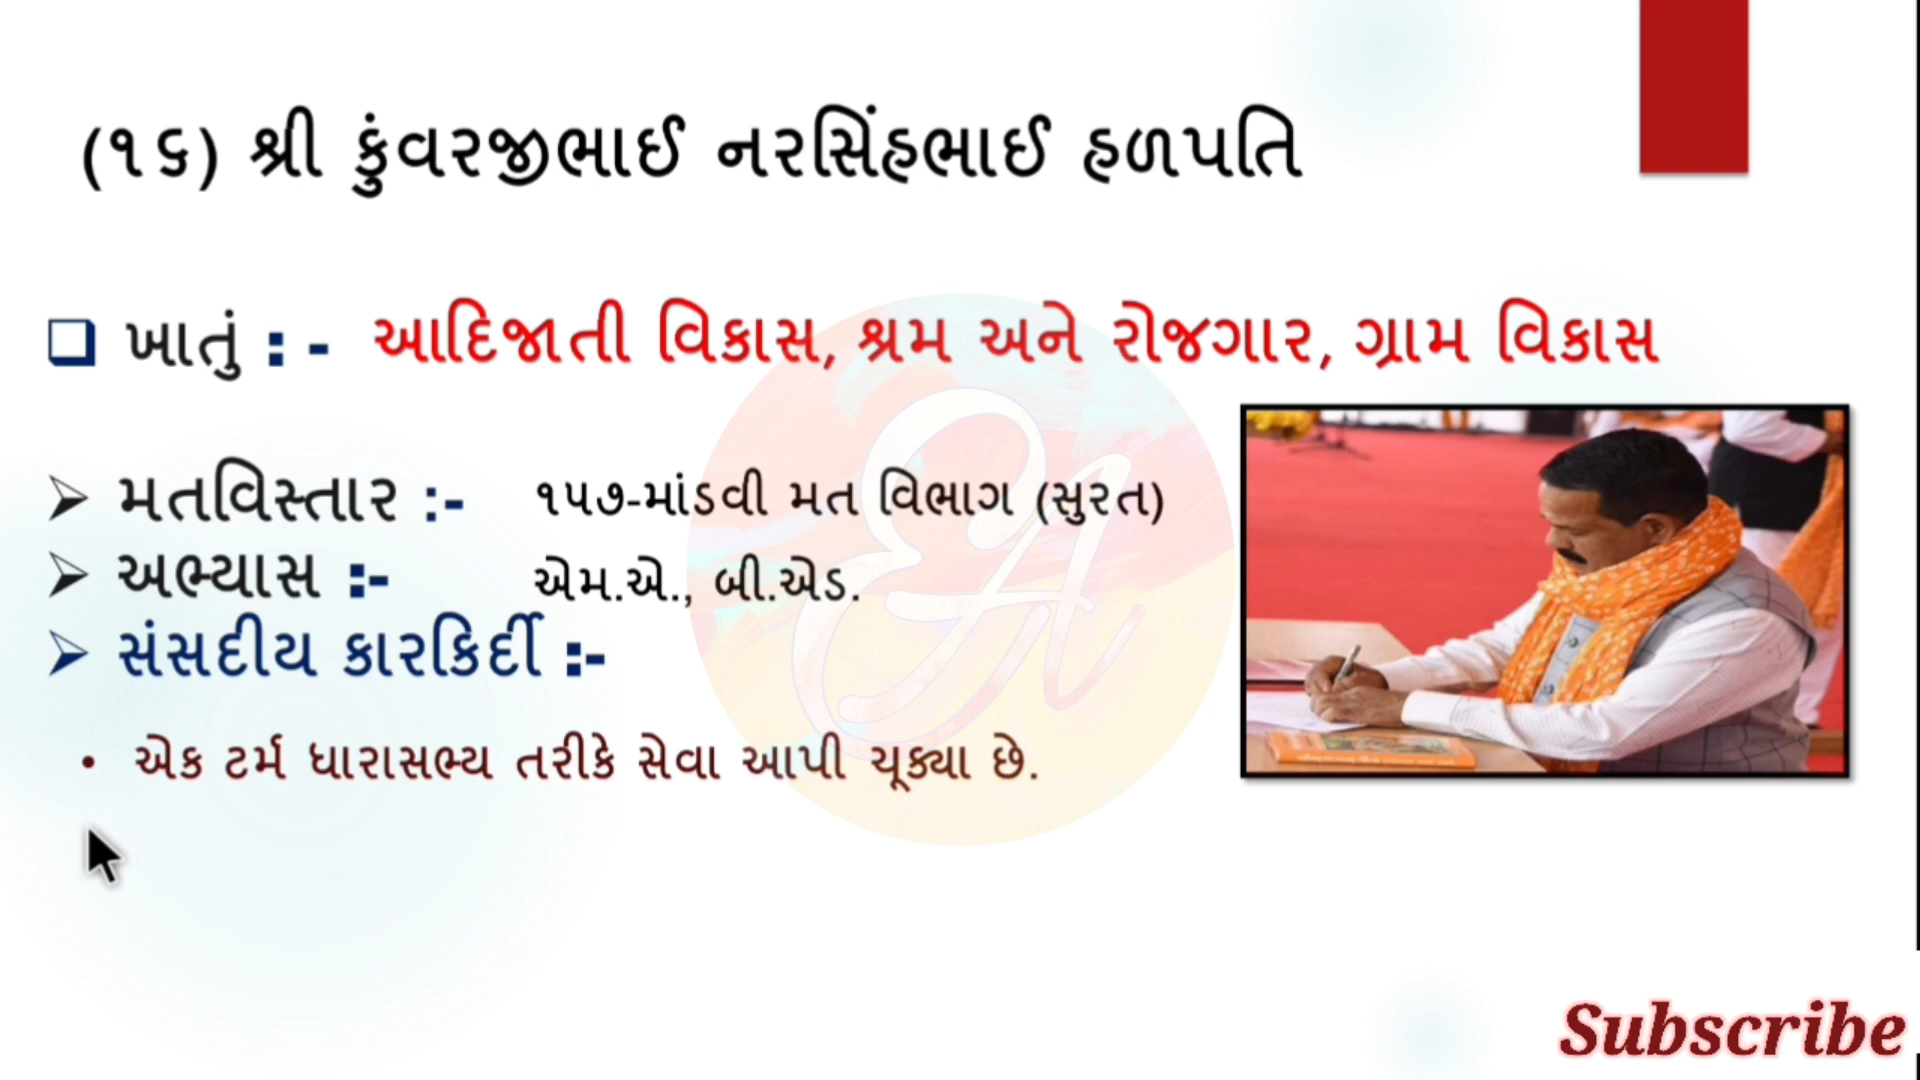 (૧૬) શ્રી કુંવરજીભાઈ નરસિંહભાઈ હળપતિ
ખાતું :- આદિજાતી વિકાસ, શ્રમ અને રોજગાર, ગ્રામ વિકાસ
મતવિસ્તાર :- ૧૫૭-માંડવી મત વિભાગ (સુરત)
અભ્યાસ :- એમ.એ., બી.એડ.
સંસદીય કારકિર્દી :-
• એક ટર્મ ધારાસભ્ય તરીકે સેવા આપી ચૂક્યા છે.
EA
Subscribe